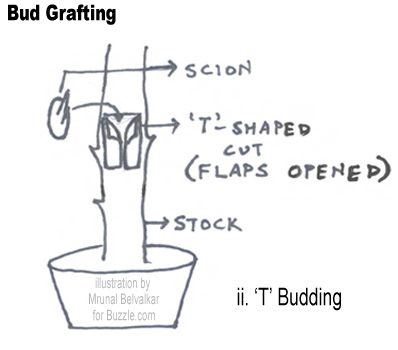 Bud Grafting
SCION
'T'-SHAPED
CUT
(FLAPS OPENED)
STOCK
illustration by
Mrunal Belvalkar
for Buzzle.com
ii. 'T' Budding